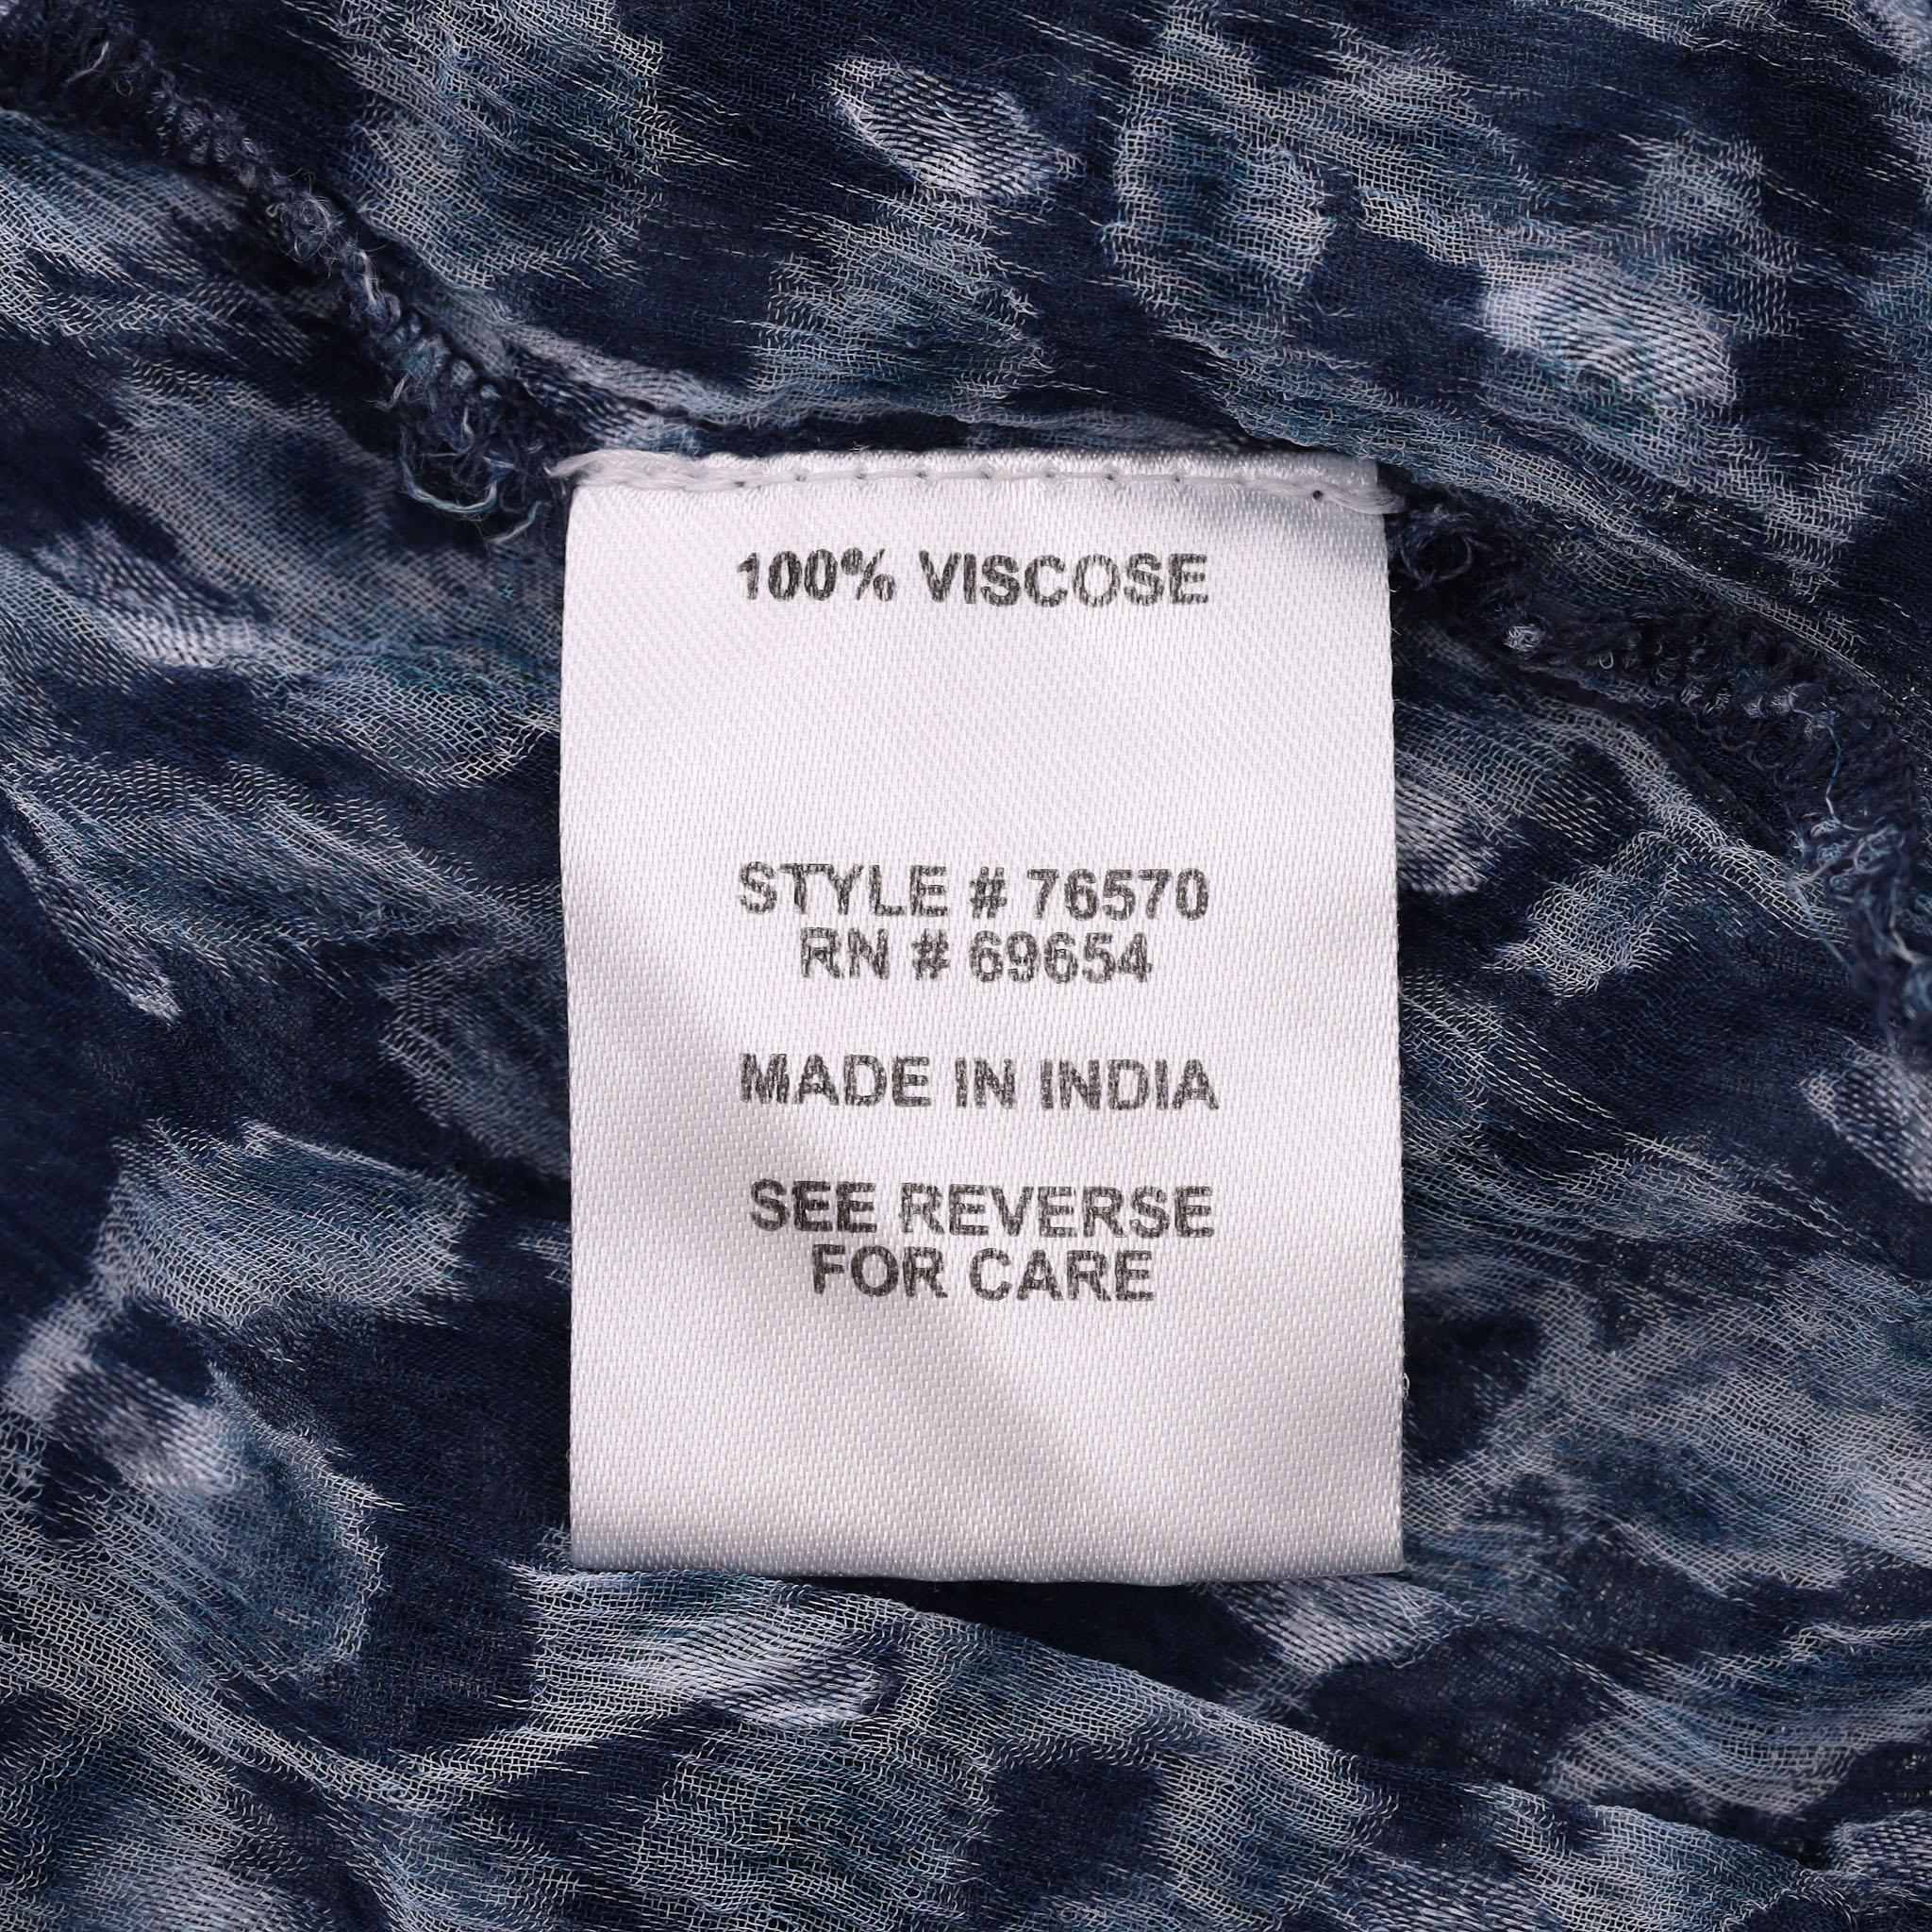 100% VISCOSE
STYLE # 76570
RN # 69654
MADE IN INDIA
SEE REVERSE
FOR CARE